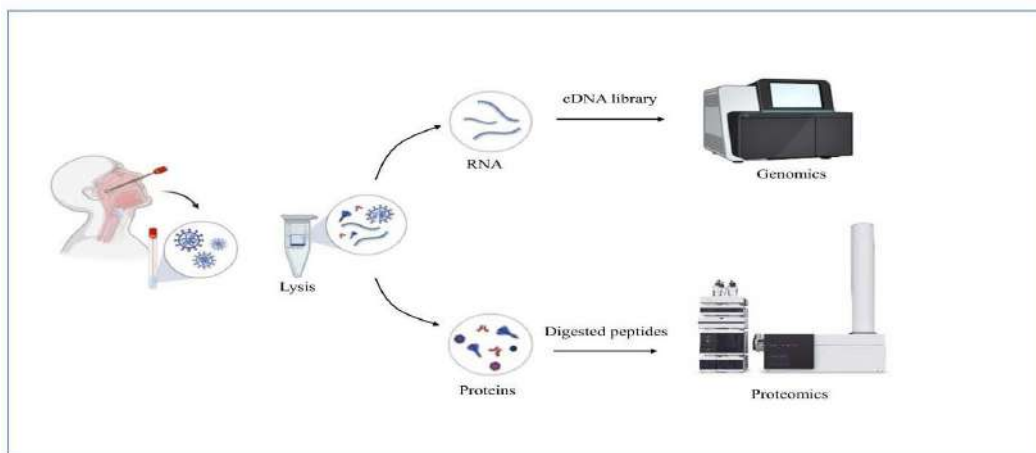 cDNA library
RNA
Genomics
Lysis
Digested peptides
Proteins
Proteomics